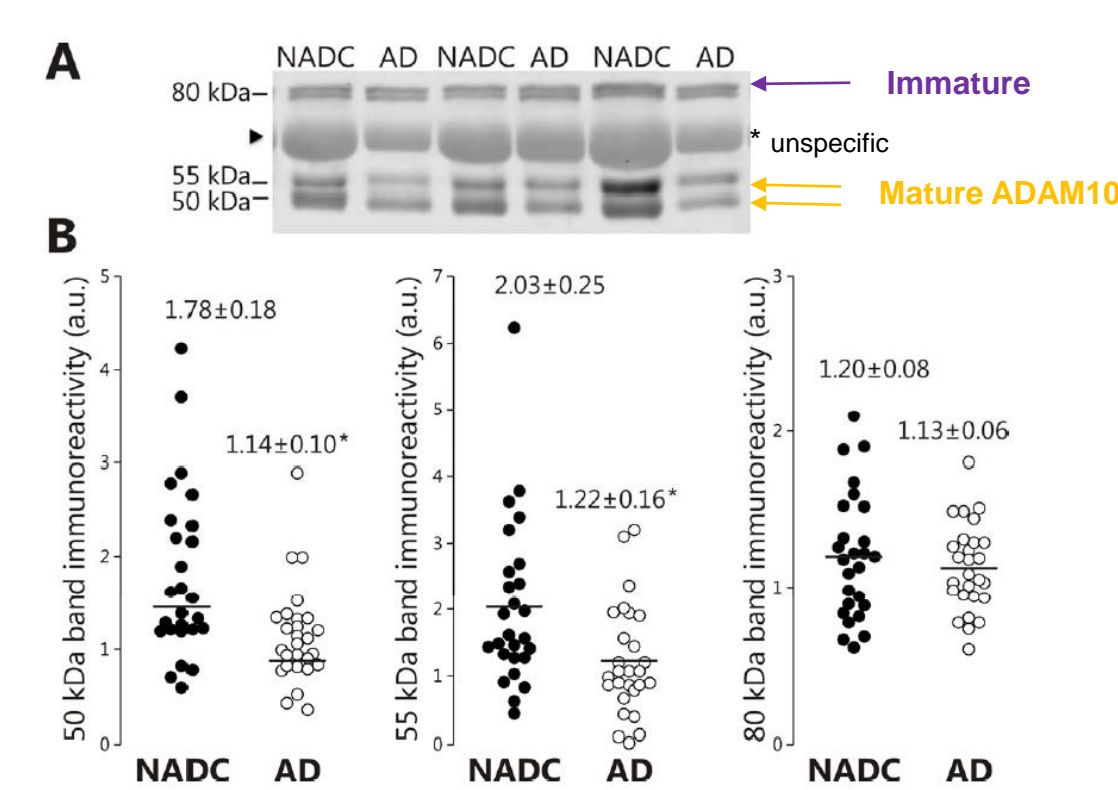 A
NADC AD NADC AD NADC AD
80 kDa
Immature
* unspecific
55 kDa
50 kDa
Mature ADAM10
B
50 kDa band immunoreactivity (a.u.)
5
4
3
2
1
0
1.78±0.18
1.14±0.10*
NADC AD
55 kDa band immunoreactivity (a.u.)
7
6
5
4
3
2
1
0
2.03±0.25
1.22±0.16*
NADC AD
80 kDa band immunoreactivity (a.u.)
3
2
1
0
1.20±0.08
1.13±0.06
NADC AD